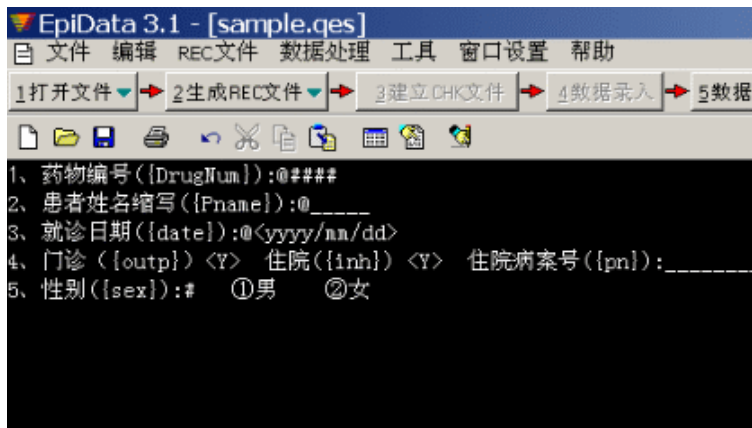 EpiData 3.1 - [sample.qes]
文件 编辑 REC文件 数据处理 工具 窗口设置 帮助
1打开文件 2生成REC文件 3建立CHK文件 4数据录入 5数据
1、药物编号({DrugNum}):@####
2、患者姓名缩写({Pname}):@_____
3、就诊日期({date}):@<yyyy/mm/dd>
4、门诊 ({outp}) <Y> 住院({inh}) <Y> 住院病案号({pn}):________
5、性别({sex}):# ①男 ②女